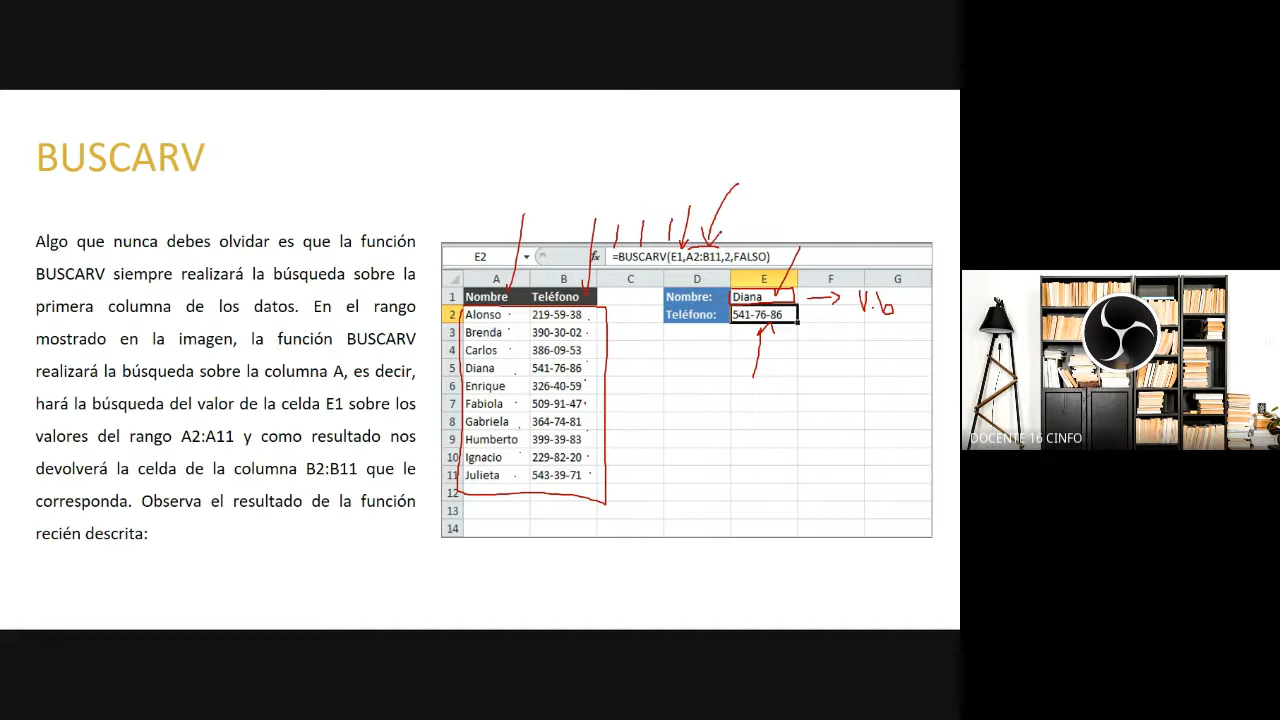 BUSCARV
Algo que nunca debes olvidar es que la función
BUSCARV siempre realizará la búsqueda sobre la
primera columna de los datos. En el rango
mostrado en la imagen, la función BUSCARV
realizará la búsqueda sobre la columna A, es decir,
hará la búsqueda del valor de la celda E1 sobre los
valores del rango A2:A11 y como resultado nos
devolverá la celda de la columna B2:B11 que le
corresponda. Observa el resultado de la función
recién descrita:
E2 fx =BUSCARV(E1,A2:B11,2,FALSO)
A B C D E F G
1 Nombre Teléfono Nombre: Diana V.b
2 Alonso 219-59-38 Teléfono: 541-76-86
3 Brenda 390-30-02
4 Carlos 386-09-53
5 Diana 541-76-86
6 Enrique 326-40-59
7 Fabiola 509-91-47
8 Gabriela 364-74-81
9 Humberto 399-39-83
10 Ignacio 229-82-20
11 Julieta 543-39-71
12
13
14
DOCENTE 16 CINFO